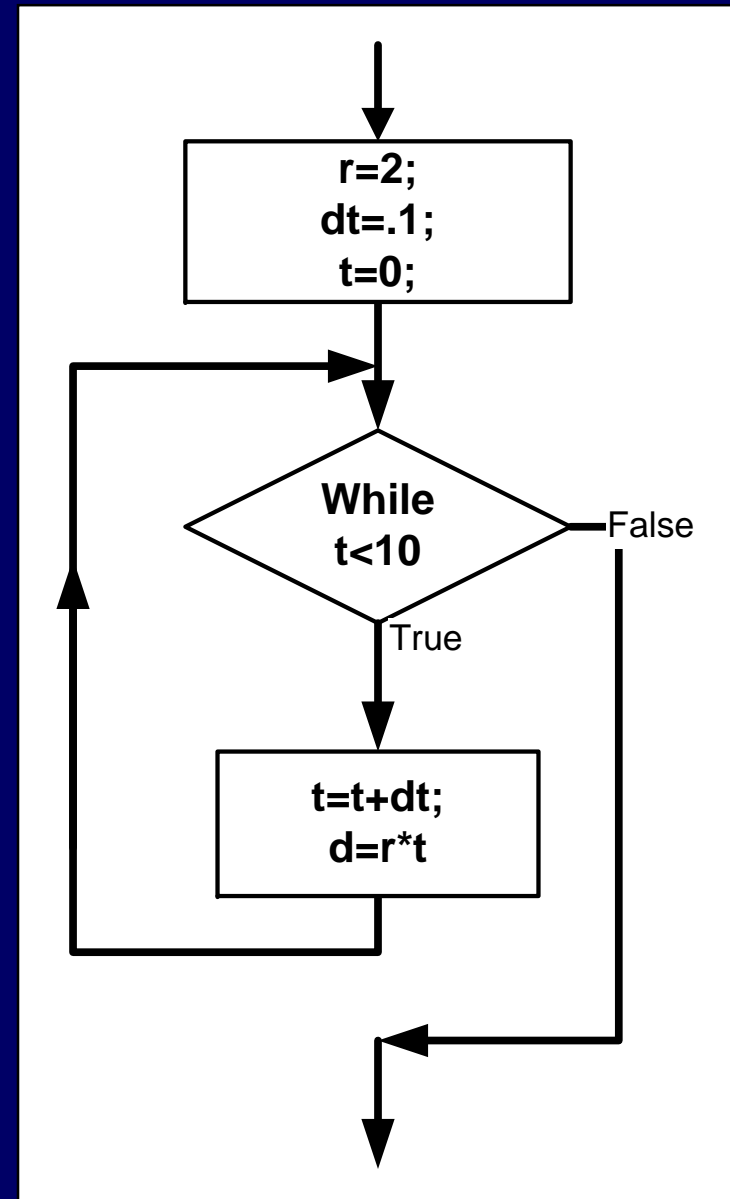 r=2;
dt=.1;
t=0;
While
t<10
False
True
t=t+dt;
d=r*t